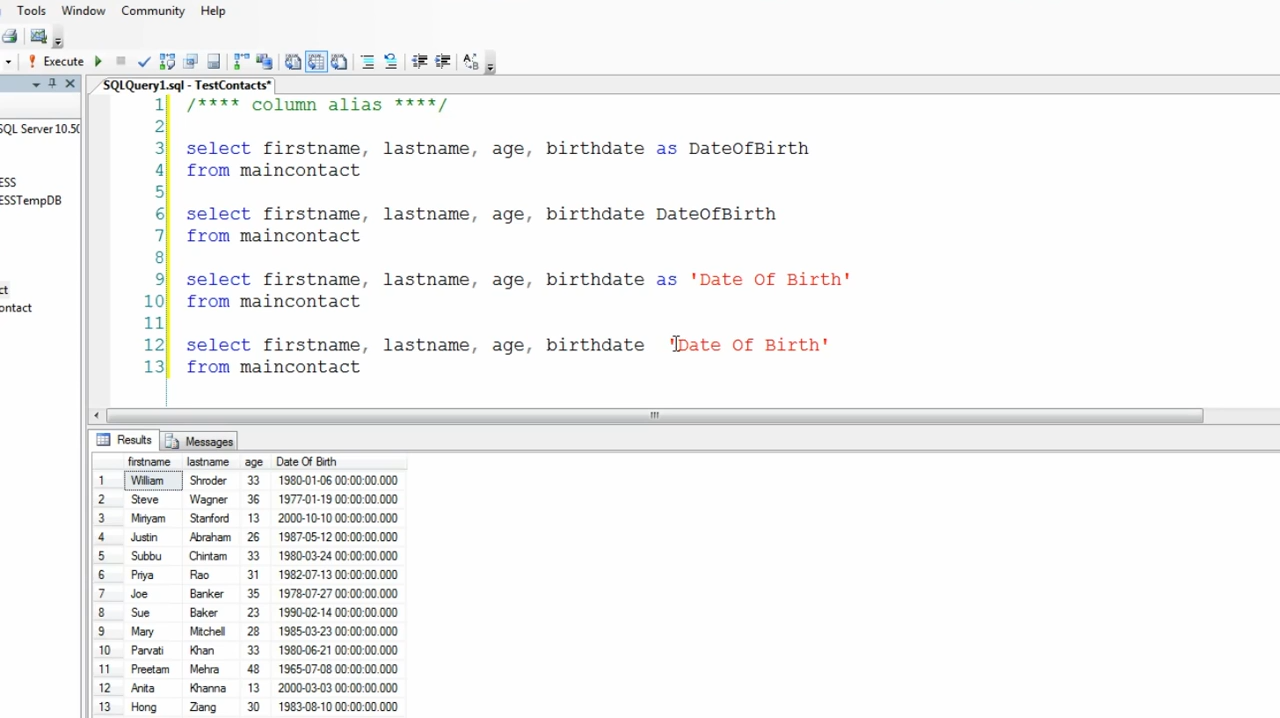 Tools Window Community Help
Execute
SQLQuery1.sql - TestContacts*
SQL Server 10.50
ESS
ESSTempDB
ct
ontact
1 /**** column alias ****/
2
3 select firstname, lastname, age, birthdate as DateOfBirth
4 from maincontact
5
6 select firstname, lastname, age, birthdate DateOfBirth
7 from maincontact
8
9 select firstname, lastname, age, birthdate as 'Date Of Birth'
10 from maincontact
11
12 select firstname, lastname, age, birthdate 'Date Of Birth'
13 from maincontact
Results Messages
firstname lastname age Date Of Birth
1 William Shroder 33 1980-01-06 00:00:00.000
2 Steve Wagner 36 1977-01-19 00:00:00.000
3 Miriyam Stanford 13 2000-10-10 00:00:00.000
4 Justin Abraham 26 1987-05-12 00:00:00.000
5 Subbu Chintam 33 1980-03-24 00:00:00.000
6 Priya Rao 31 1982-07-13 00:00:00.000
7 Joe Banker 35 1978-07-27 00:00:00.000
8 Sue Baker 23 1990-02-14 00:00:00.000
9 Mary Mitchell 28 1985-03-23 00:00:00.000
10 Parvati Khan 33 1980-06-21 00:00:00.000
11 Preetam Mehra 48 1965-07-08 00:00:00.000
12 Anita Khanna 13 2000-03-03 00:00:00.000
13 Hong Ziang 30 1983-08-10 00:00:00.000